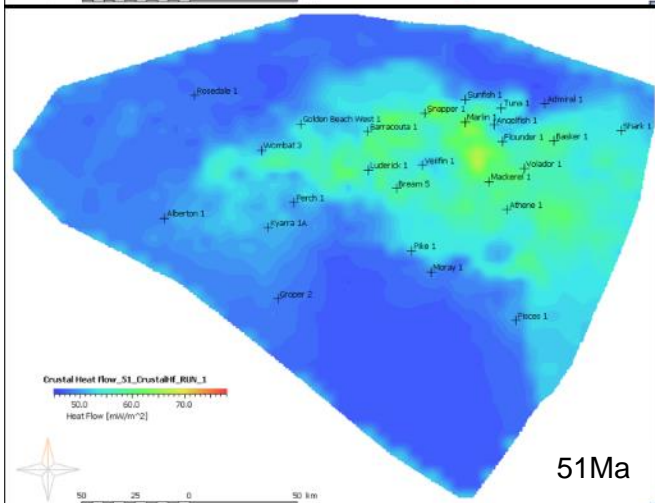 Rosedale 1
Sunfish 1
Tuna 1
Admiral 1
Snapper 1
Golden Beach West 1
Marlin 1
Angelfish 1
Barracouta 1
Shark 1
Flounder 1
Basker 1
Wombat 3
Luderick 1
Veilfin 1
Volador 1
Mackerel 1
Bream 5
Perch 1
Athene 1
Alberton 1
Kyarra 1A
Pike 1
Moray 1
Groper 2
Pisces 1
Crustal Heat Flow_51_CrustalHf_RUN_1
50.0 60.0 70.0
Heat Flow [mW/m^2]
51Ma
50 25 0 50 km